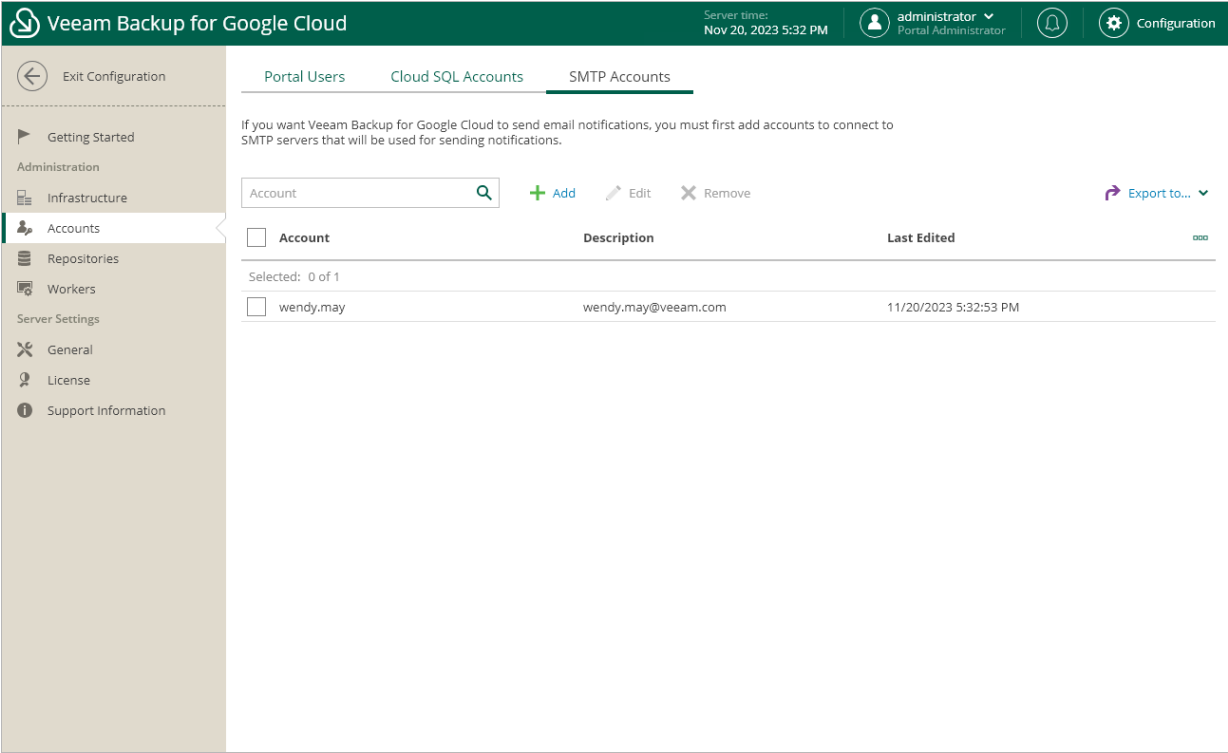 Veeam Backup for Google Cloud
Server time:
Nov 20, 2023 5:32 PM
administrator
Portal Administrator
Configuration
Exit Configuration
Getting Started
Administration
Infrastructure
Accounts
Repositories
Workers
Server Settings
General
License
Support Information
Portal Users Cloud SQL Accounts SMTP Accounts
If you want Veeam Backup for Google Cloud to send email notifications, you must first add accounts to connect to
SMTP servers that will be used for sending notifications.
Account Add Edit Remove Export to...
Account Description Last Edited
Selected: 0 of 1
wendy.may wendy.may@veeam.com 11/20/2023 5:32:53 PM